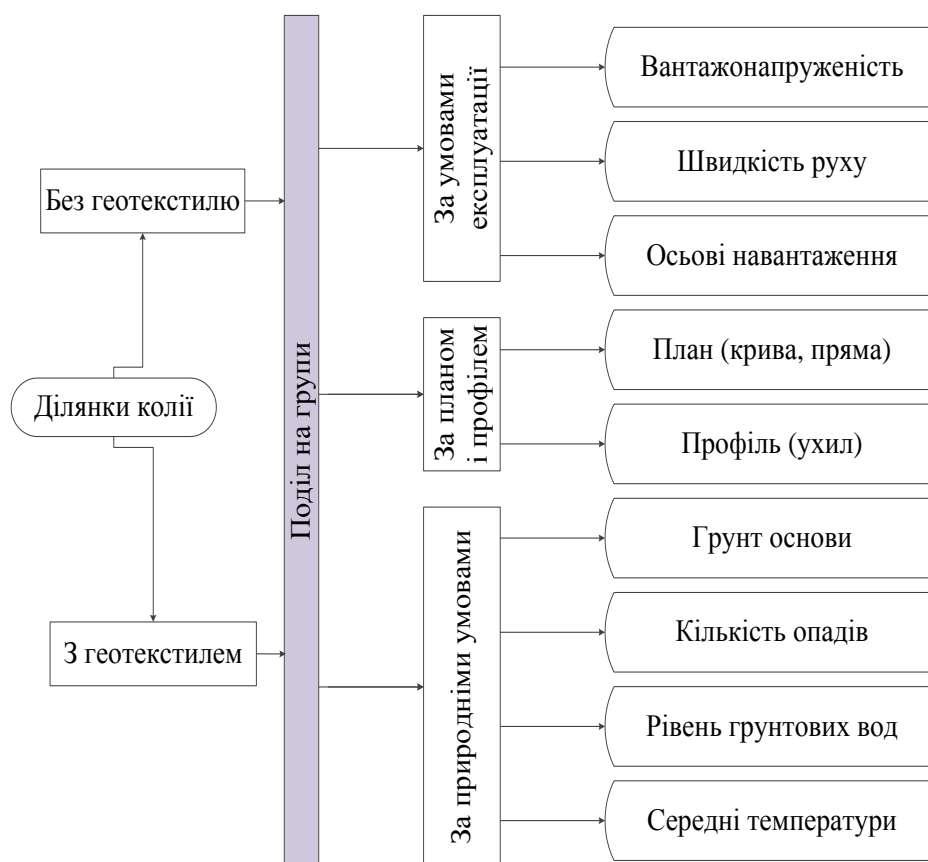 Ділянки колії
Без геотекстилю
З геотекстилем
Поділ на групи
За умовами
експлуатації
Вантажонапруженість
Швидкість руху
Осьові навантаження
За планом
і профілем
План (крива, пряма)
Профіль (ухил)
За природніми умовами
Грунт основи
Кількість опадів
Рівень грунтових вод
Середні температури